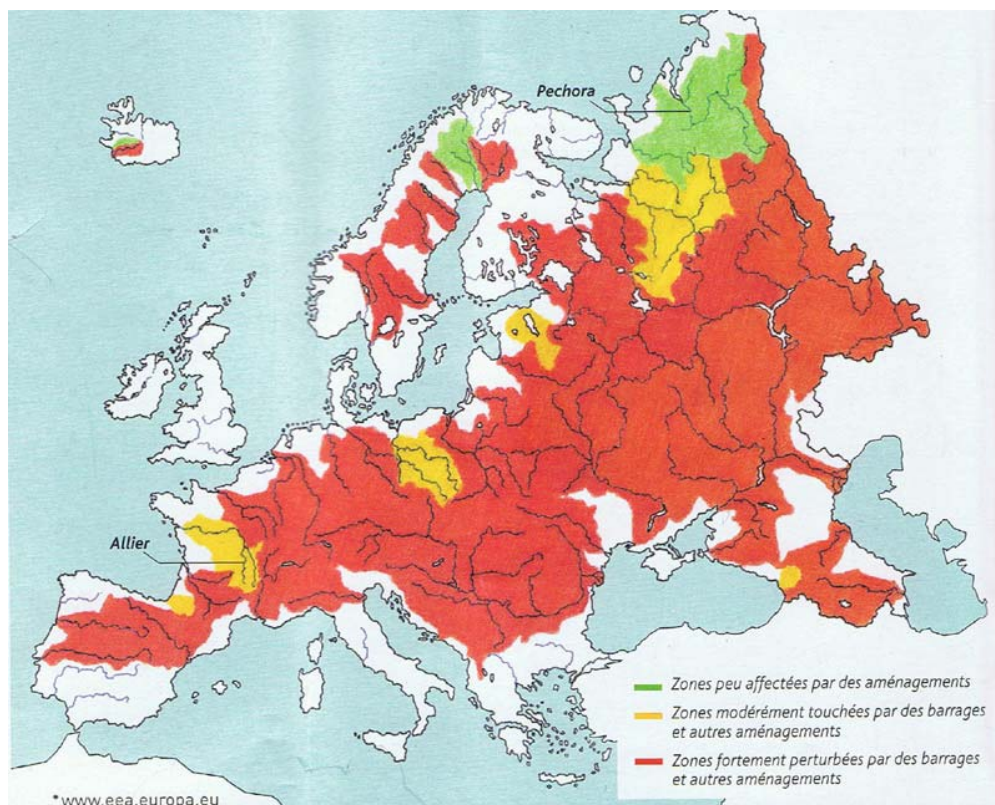 Pechora
Allier
Zones peu affectées par des aménagements
Zones modérément touchées par des barrages
et autres aménagements
Zones fortement perturbées par des barrages
et autres aménagements
* www.eea.europa.eu